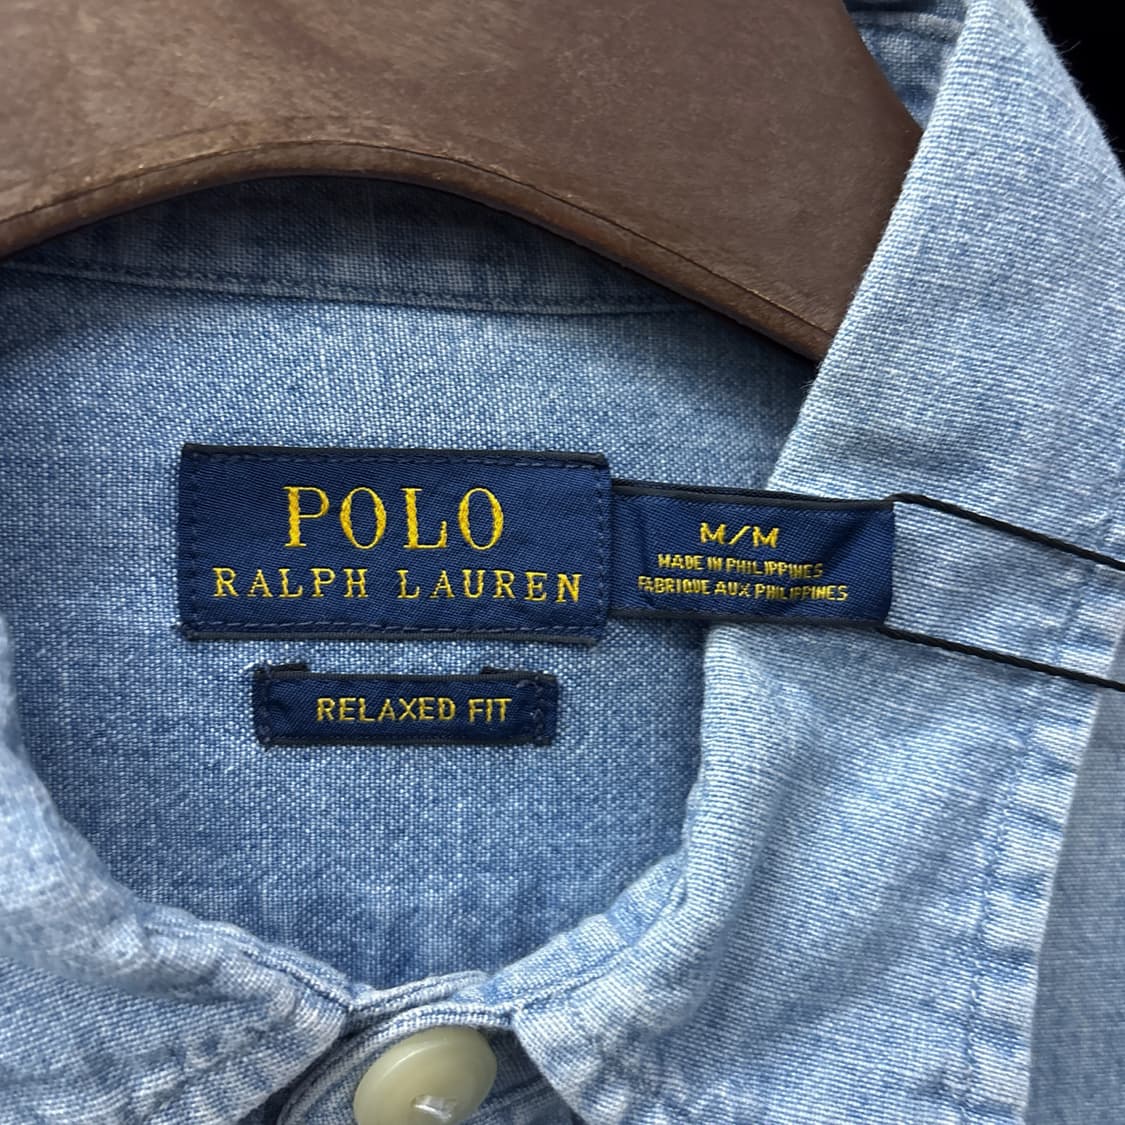 POLO
RALPH LAUREN
M/M
MADE IN PHILIPPINES
FABRIQUE AUX PHILIPPINES
RELAXED FIT